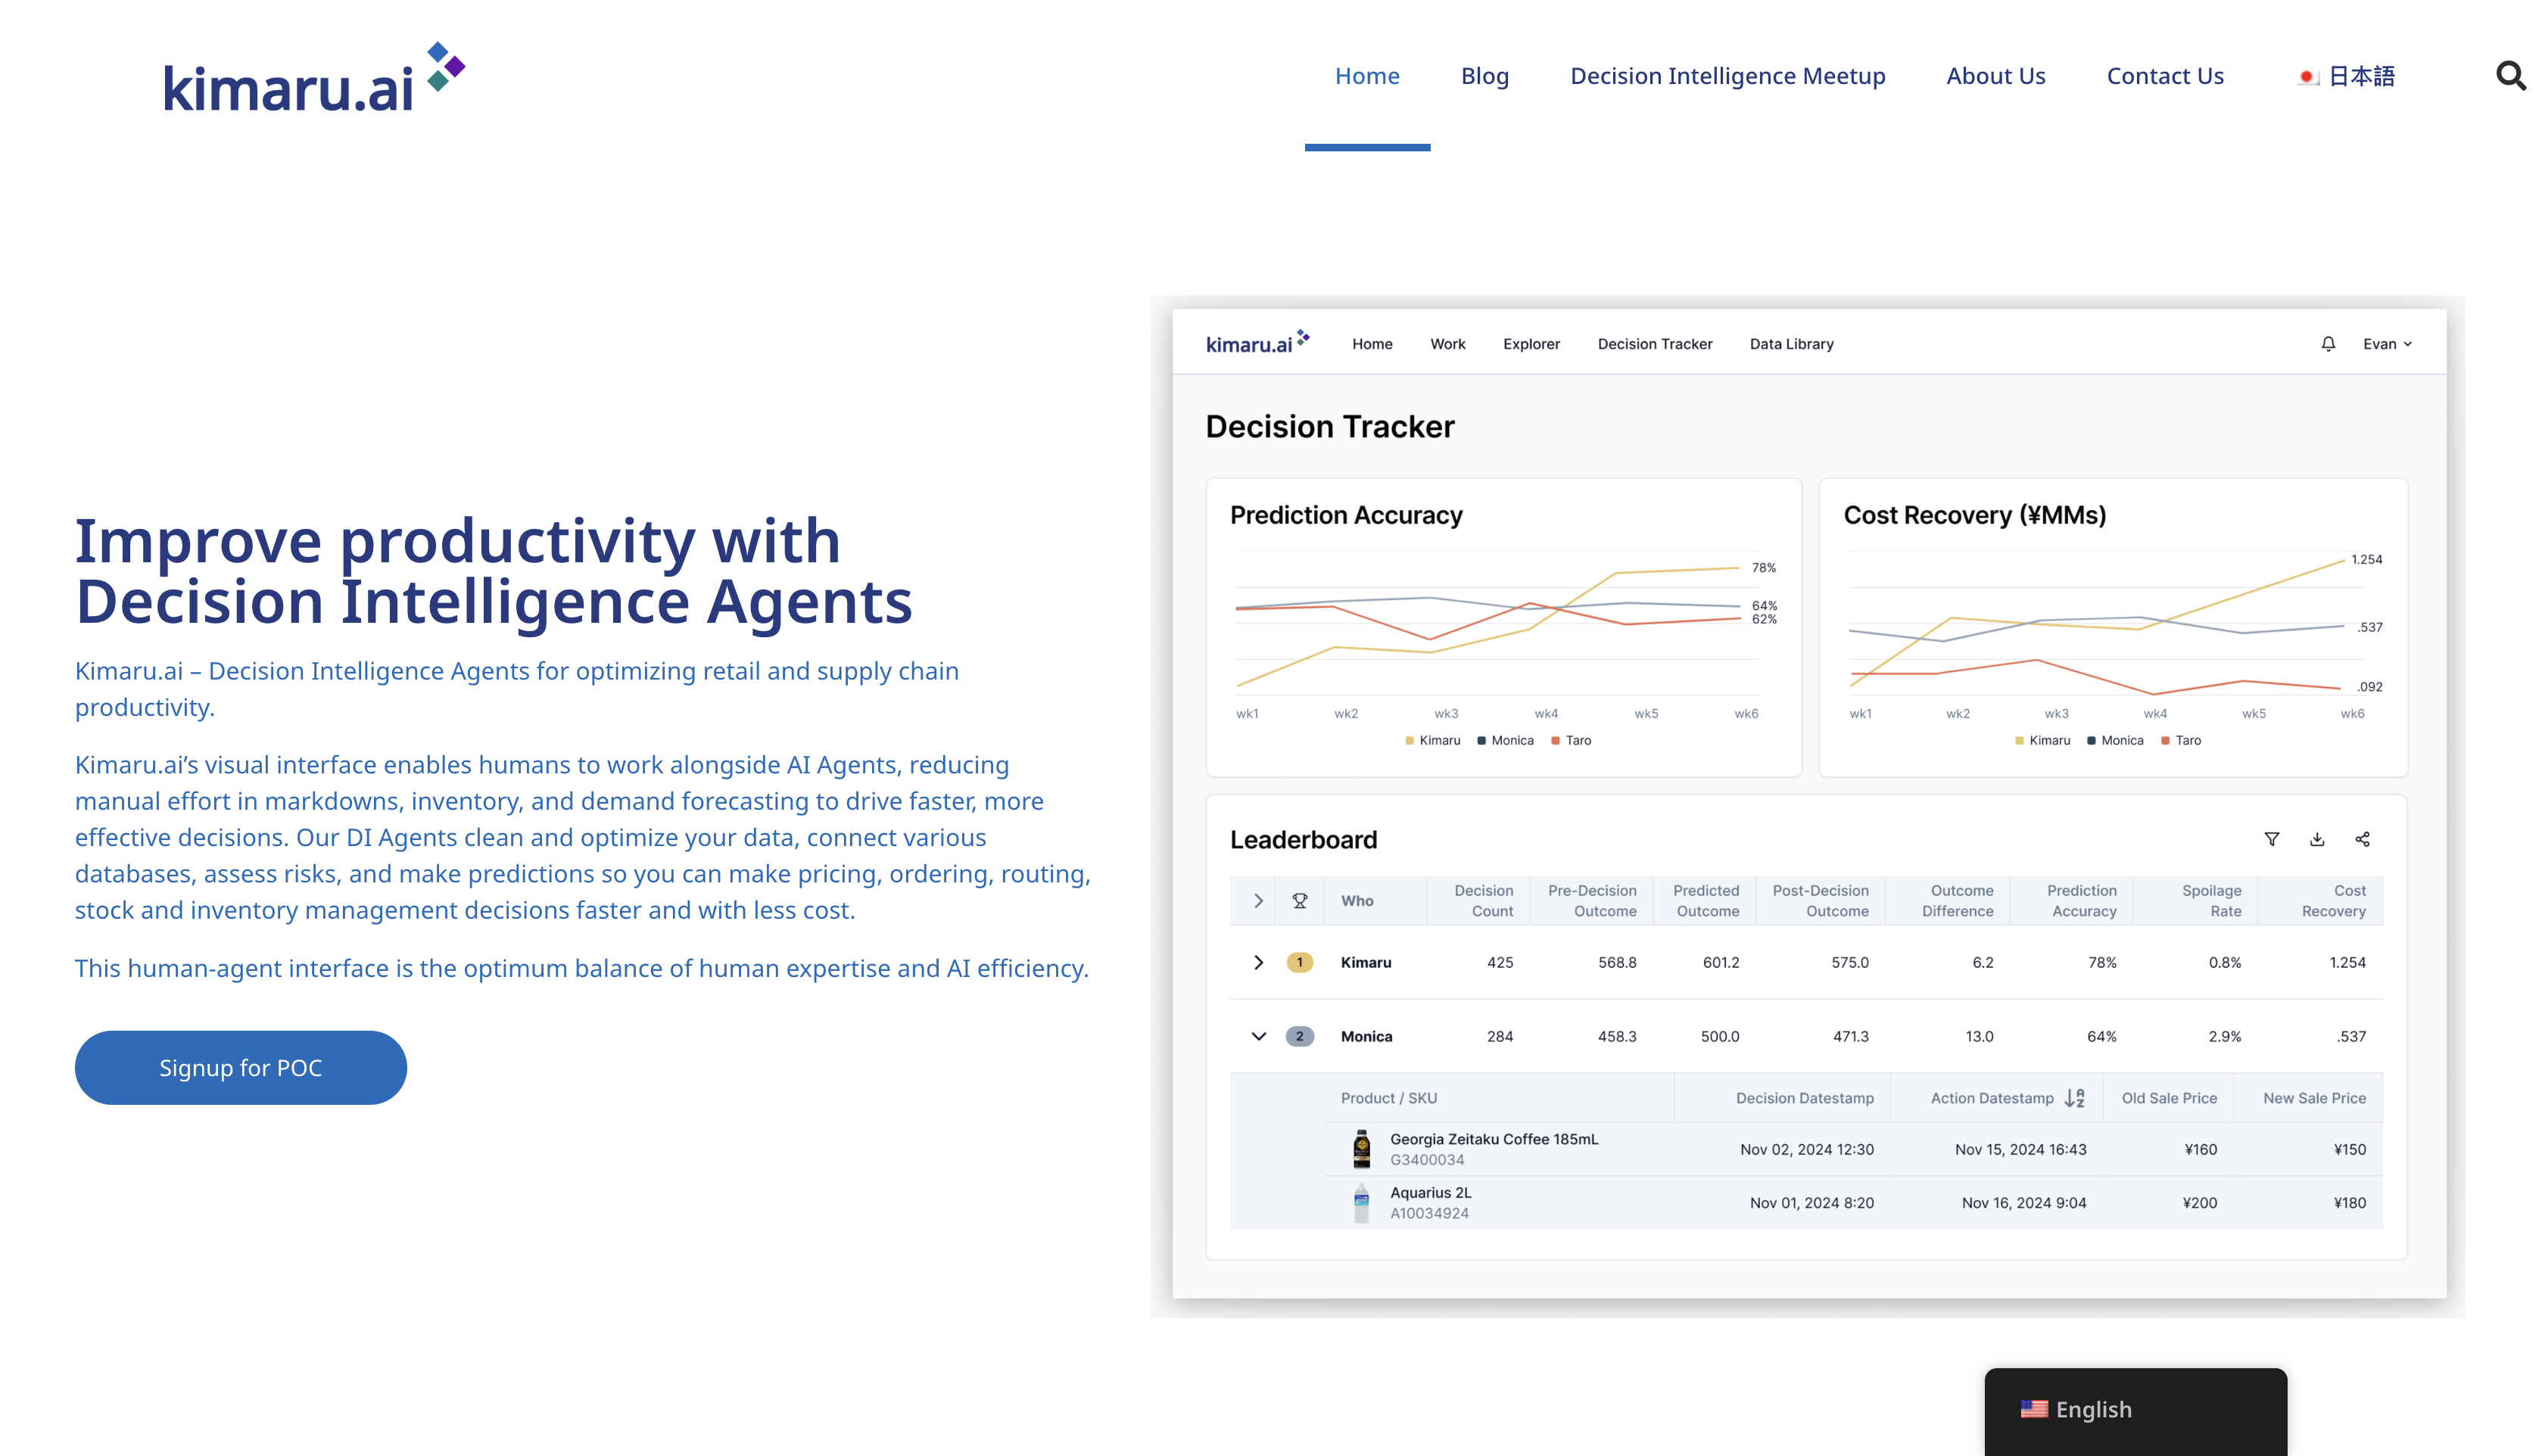 kimaru.ai
Home Blog Decision Intelligence Meetup About Us Contact Us 日本語
Improve productivity with
Decision Intelligence Agents
Kimaru.ai – Decision Intelligence Agents for optimizing retail and supply chain
productivity.
Kimaru.ai’s visual interface enables humans to work alongside AI Agents, reducing
manual effort in markdowns, inventory, and demand forecasting to drive faster, more
effective decisions. Our DI Agents clean and optimize your data, connect various
databases, assess risks, and make predictions so you can make pricing, ordering, routing,
stock and inventory management decisions faster and with less cost.
This human-agent interface is the optimum balance of human expertise and AI efficiency.
Signup for POC
kimaru.ai Home Work Explorer Decision Tracker Data Library Evan
Decision Tracker
Prediction Accuracy
78%
64%
62%
wk1 wk2 wk3 wk4 wk5 wk6
Kimaru Monica Taro
Cost Recovery (¥MMs)
1.254
.537
.092
wk1 wk2 wk3 wk4 wk5 wk6
Kimaru Monica Taro
Leaderboard
Who Decision Count Pre-Decision Outcome Predicted Outcome Post-Decision Outcome Outcome Difference Prediction Accuracy Spoilage Rate Cost Recovery
1 Kimaru 425 568.8 601.2 575.0 6.2 78% 0.8% 1.254
2 Monica 284 458.3 500.0 471.3 13.0 64% 2.9% .537
Product / SKU Decision Datestamp Action Datestamp Old Sale Price New Sale Price
Georgia Zeitaku Coffee 185mL Nov 02, 2024 12:30 Nov 15, 2024 16:43 ¥160 ¥150
G3400034
Aquarius 2L Nov 01, 2024 8:20 Nov 16, 2024 9:04 ¥200 ¥180
A10034924
English